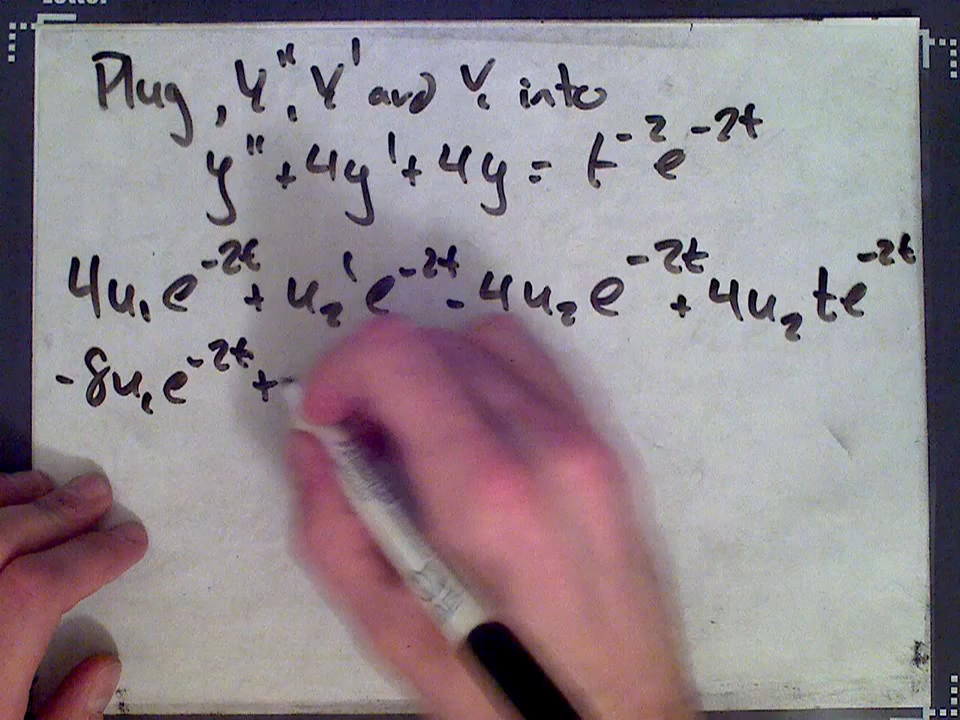 Plug, Y'', Y' and Y into
y'' + 4y' + 4y = t^-2 e^-2t
4u₁e^-2t + u₂'e^-2t - 4u₂e^-2t + 4u₂te^-2t
-8u₁e^-2t +